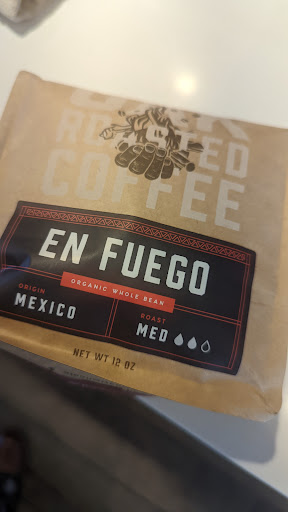 ROASTED
COFFEE
EN FUEGO
ORGANIC WHOLE BEAN
ORIGIN
MEXICO
ROAST
MED
NET WT 12 OZ